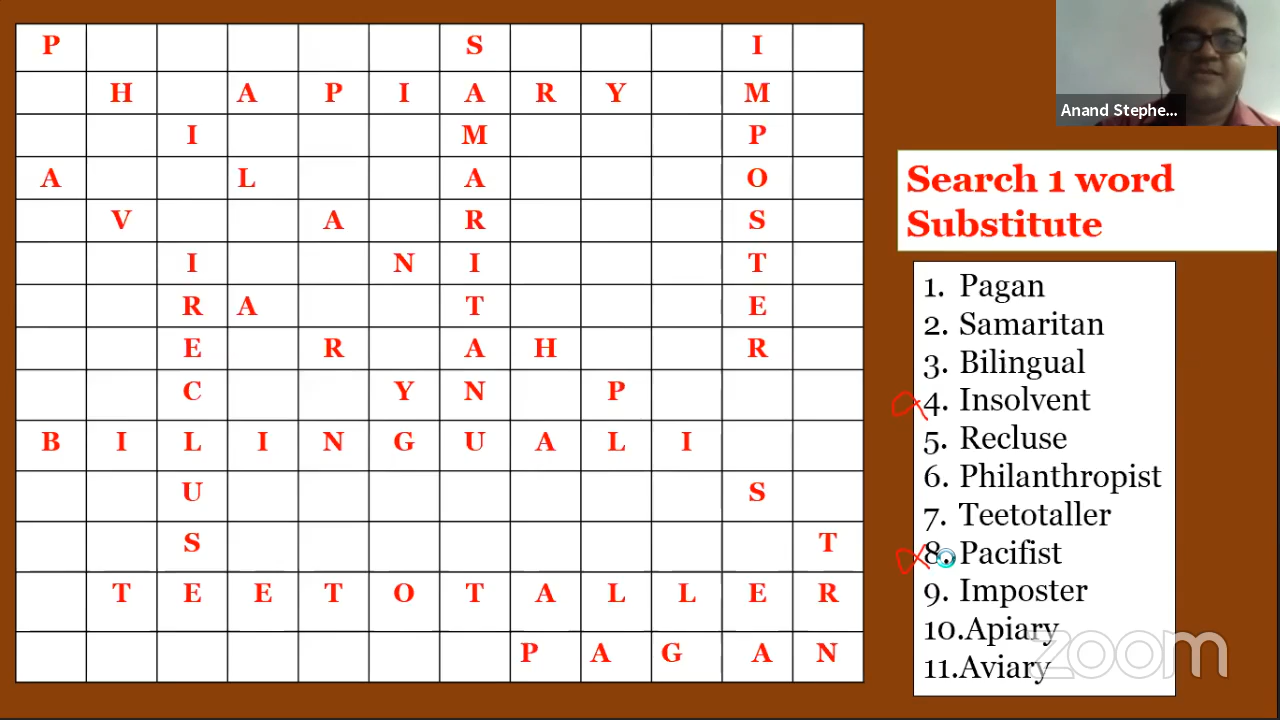 P S I
H A P I A R Y M
I M P
A L A O
V A R S
I N I T
R A T E
E R A H R
C Y N P
B I L I N G U A L I
U S
S T
T E E T O T A L L E R
P A G A N
Anand Stephe...
Search 1 word
Substitute
1. Pagan
2. Samaritan
3. Bilingual
4. Insolvent
5. Recluse
6. Philanthropist
7. Teetotaller
8. Pacifist
9. Imposter
10.Apiary
11.Aviary
zoom